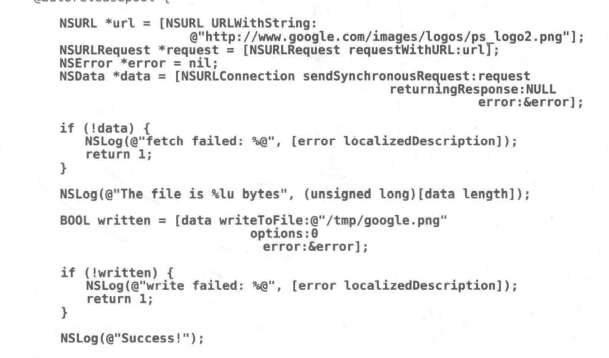 @autoreleasepool {
NSURL *url = [NSURL URLWithString:
@"http://www.google.com/images/logos/ps_logo2.png"];
NSURLRequest *request = [NSURLRequest requestWithURL:url];
NSError *error = nil;
NSData *data = [NSURLConnection sendSynchronousRequest:request
returningResponse:NULL
error:&error];
if (!data) {
NSLog(@"fetch failed: %@", [error localizedDescription]);
return 1;
}
NSLog(@"The file is %lu bytes", (unsigned long)[data length]);
BOOL written = [data writeToFile:@"/tmp/google.png"
options:0
error:&error];
if (!written) {
NSLog(@"write failed: %@", [error localizedDescription]);
return 1;
}
NSLog(@"Success!");